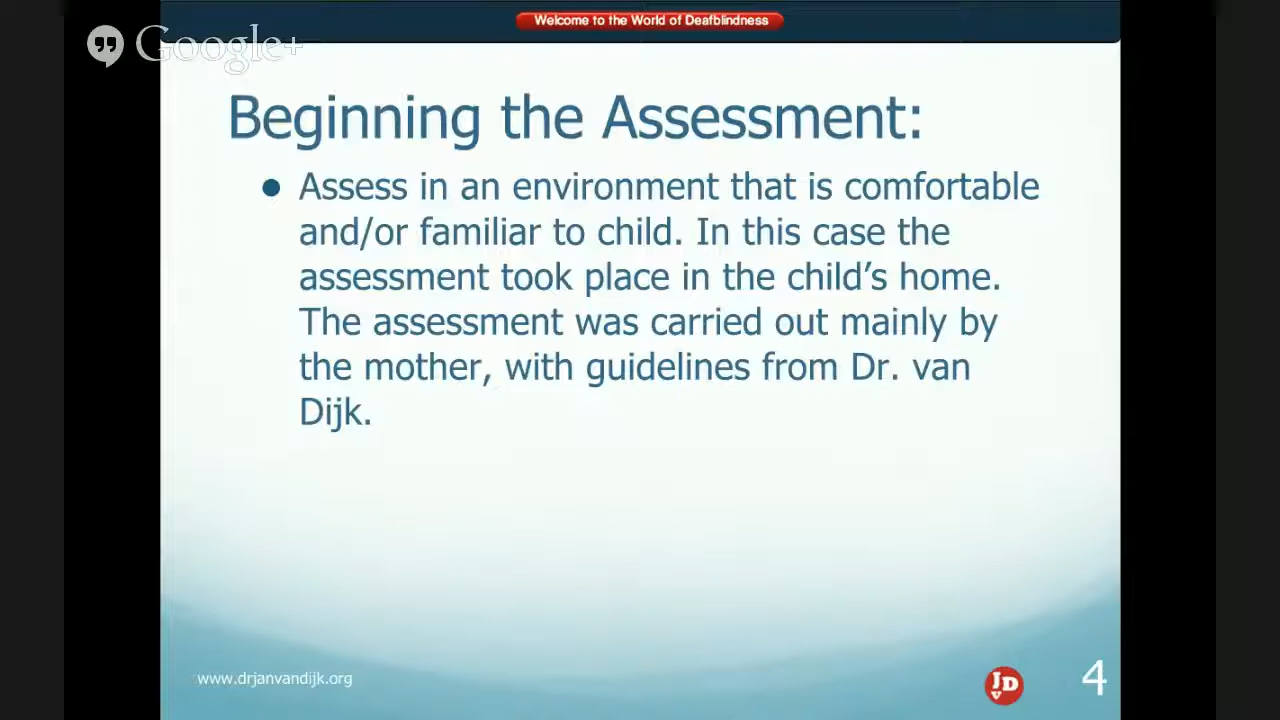 Welcome to the World of Deafblindness
Google+
Beginning the Assessment:
● Assess in an environment that is comfortable
and/or familiar to child. In this case the
assessment took place in the child’s home.
The assessment was carried out mainly by
the mother, with guidelines from Dr. van
Dijk.
www.drjanvandijk.org
JvD
4